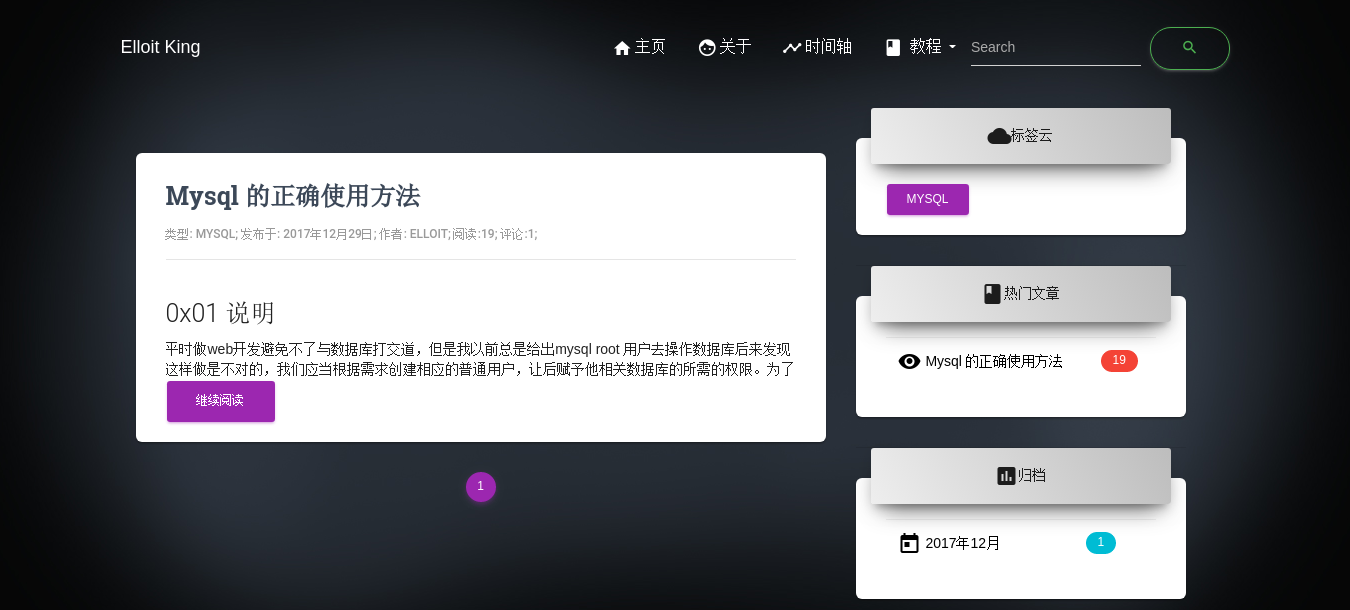 Elloit King
主页 关于 时间轴 教程 Search
标签云
MYSQL
Mysql 的正确使用方法
类型: MYSQL; 发布于: 2017年12月29日; 作者: ELLOIT; 阅读:19; 评论:1;
0x01 说明
平时做web开发避免不了与数据库打交道，但是我以前总是给出mysql root 用户去操作数据库后来发现
这样做是不对的，我们应当根据需求创建相应的普通用户，让后赋予他相关数据库的所需的权限。为了
继续阅读
1
热门文章
Mysql 的正确使用方法 19
归档
2017年12月 1